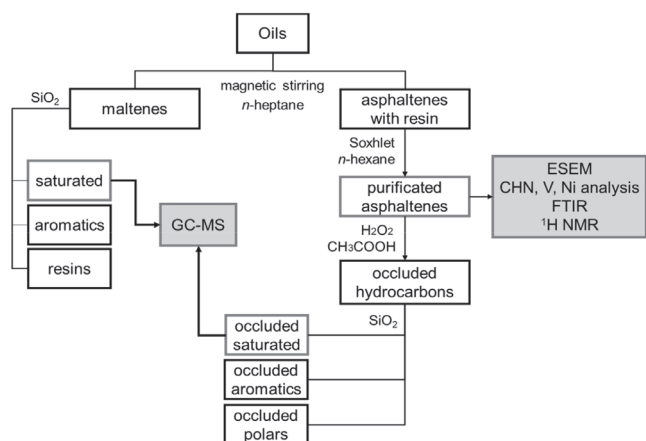 Oils
magnetic stirring
n-heptane
SiO₂
maltenes
asphaltenes
with resin
Soxhlet
n-hexane
saturated
aromatics
resins
GC-MS
purificated
asphaltenes
ESEM
CHN, V, Ni analysis
FTIR
¹H NMR
H₂O₂
CH₃COOH
occluded
hydrocarbons
SiO₂
occluded
saturated
occluded
aromatics
occluded
polars